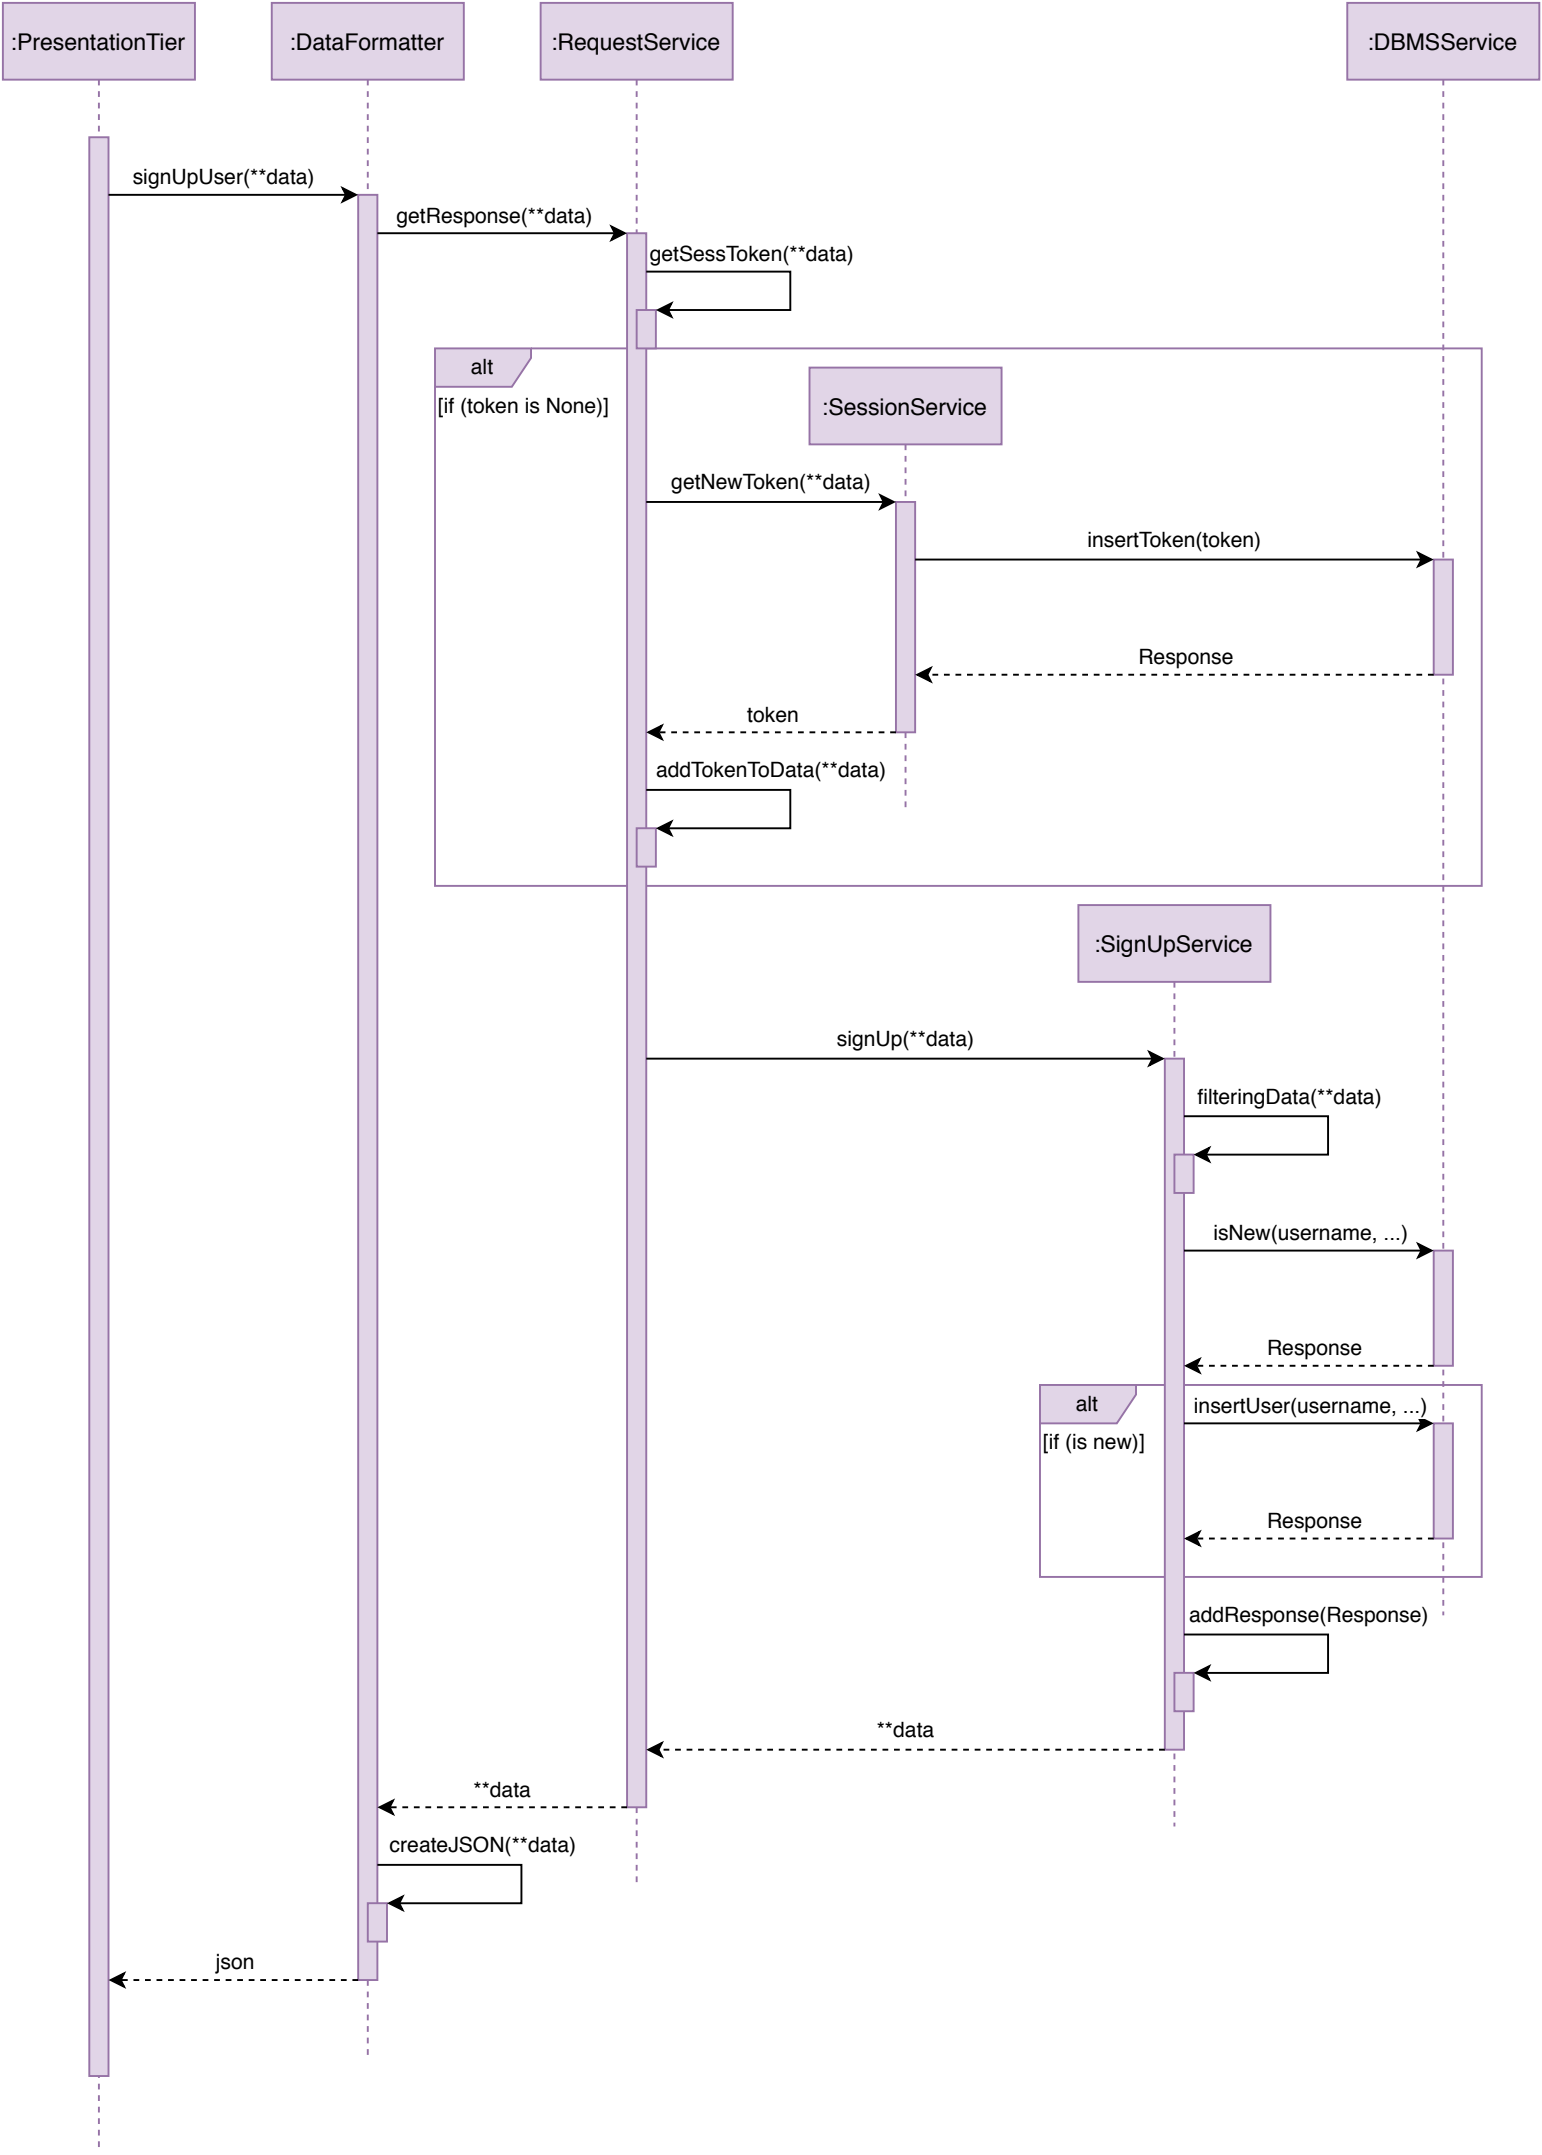 :PresentationTier
:DataFormatter
:RequestService
:DBMSService
signUpUser(**data)
getResponse(**data)
getSessToken(**data)
alt
[if (token is None)]
:SessionService
getNewToken(**data)
insertToken(token)
Response
token
addTokenToData(**data)
:SignUpService
signUp(**data)
filteringData(**data)
isNew(username, ...)
Response
alt
insertUser(username, ...)
[if (is new)]
Response
addResponse(Response)
**data
**data
createJSON(**data)
json